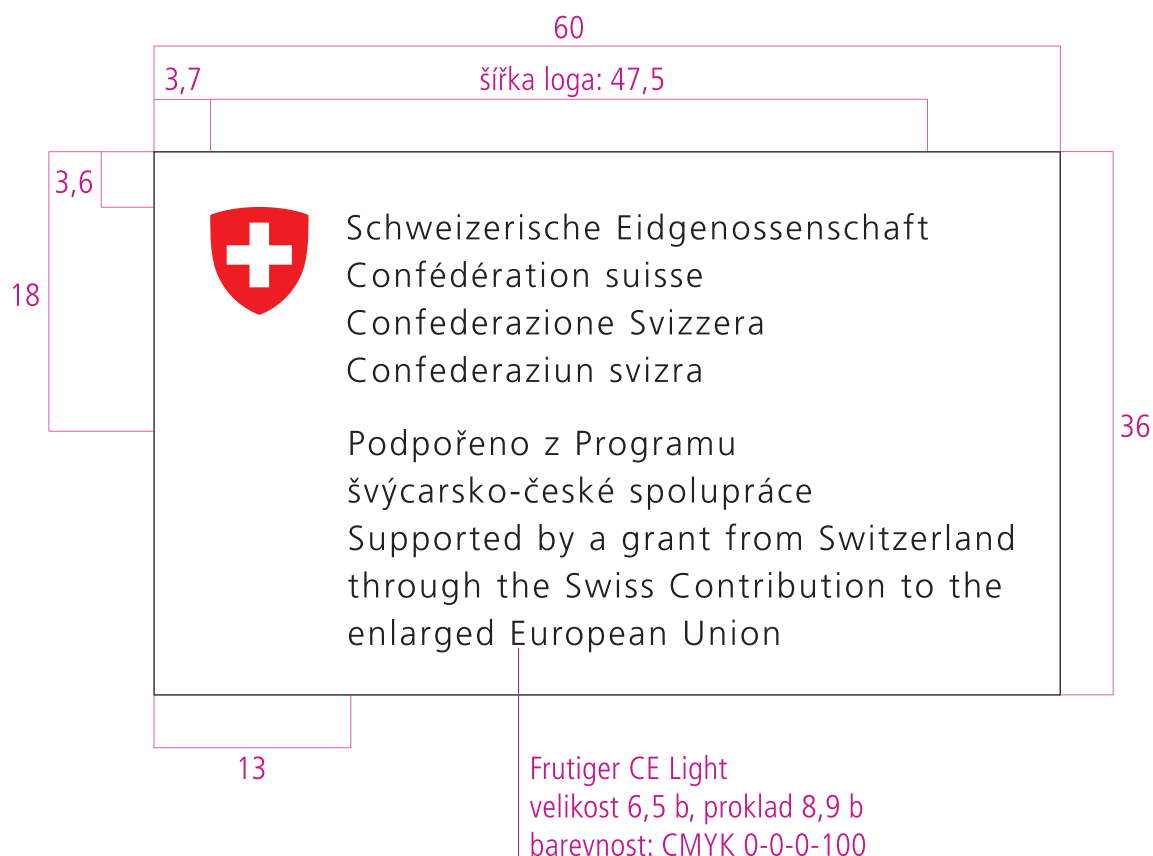 60
3,7
šířka loga: 47,5
3,6
18
36
Schweizerische Eidgenossenschaft
Confédération suisse
Confederazione Svizzera
Confederaziun svizra
Podpořeno z Programu
švýcarsko-české spolupráce
Supported by a grant from Switzerland
through the Swiss Contribution to the
enlarged European Union
13
Frutiger CE Light
velikost 6,5 b, proklad 8,9 b
barevnost: CMYK 0-0-0-100